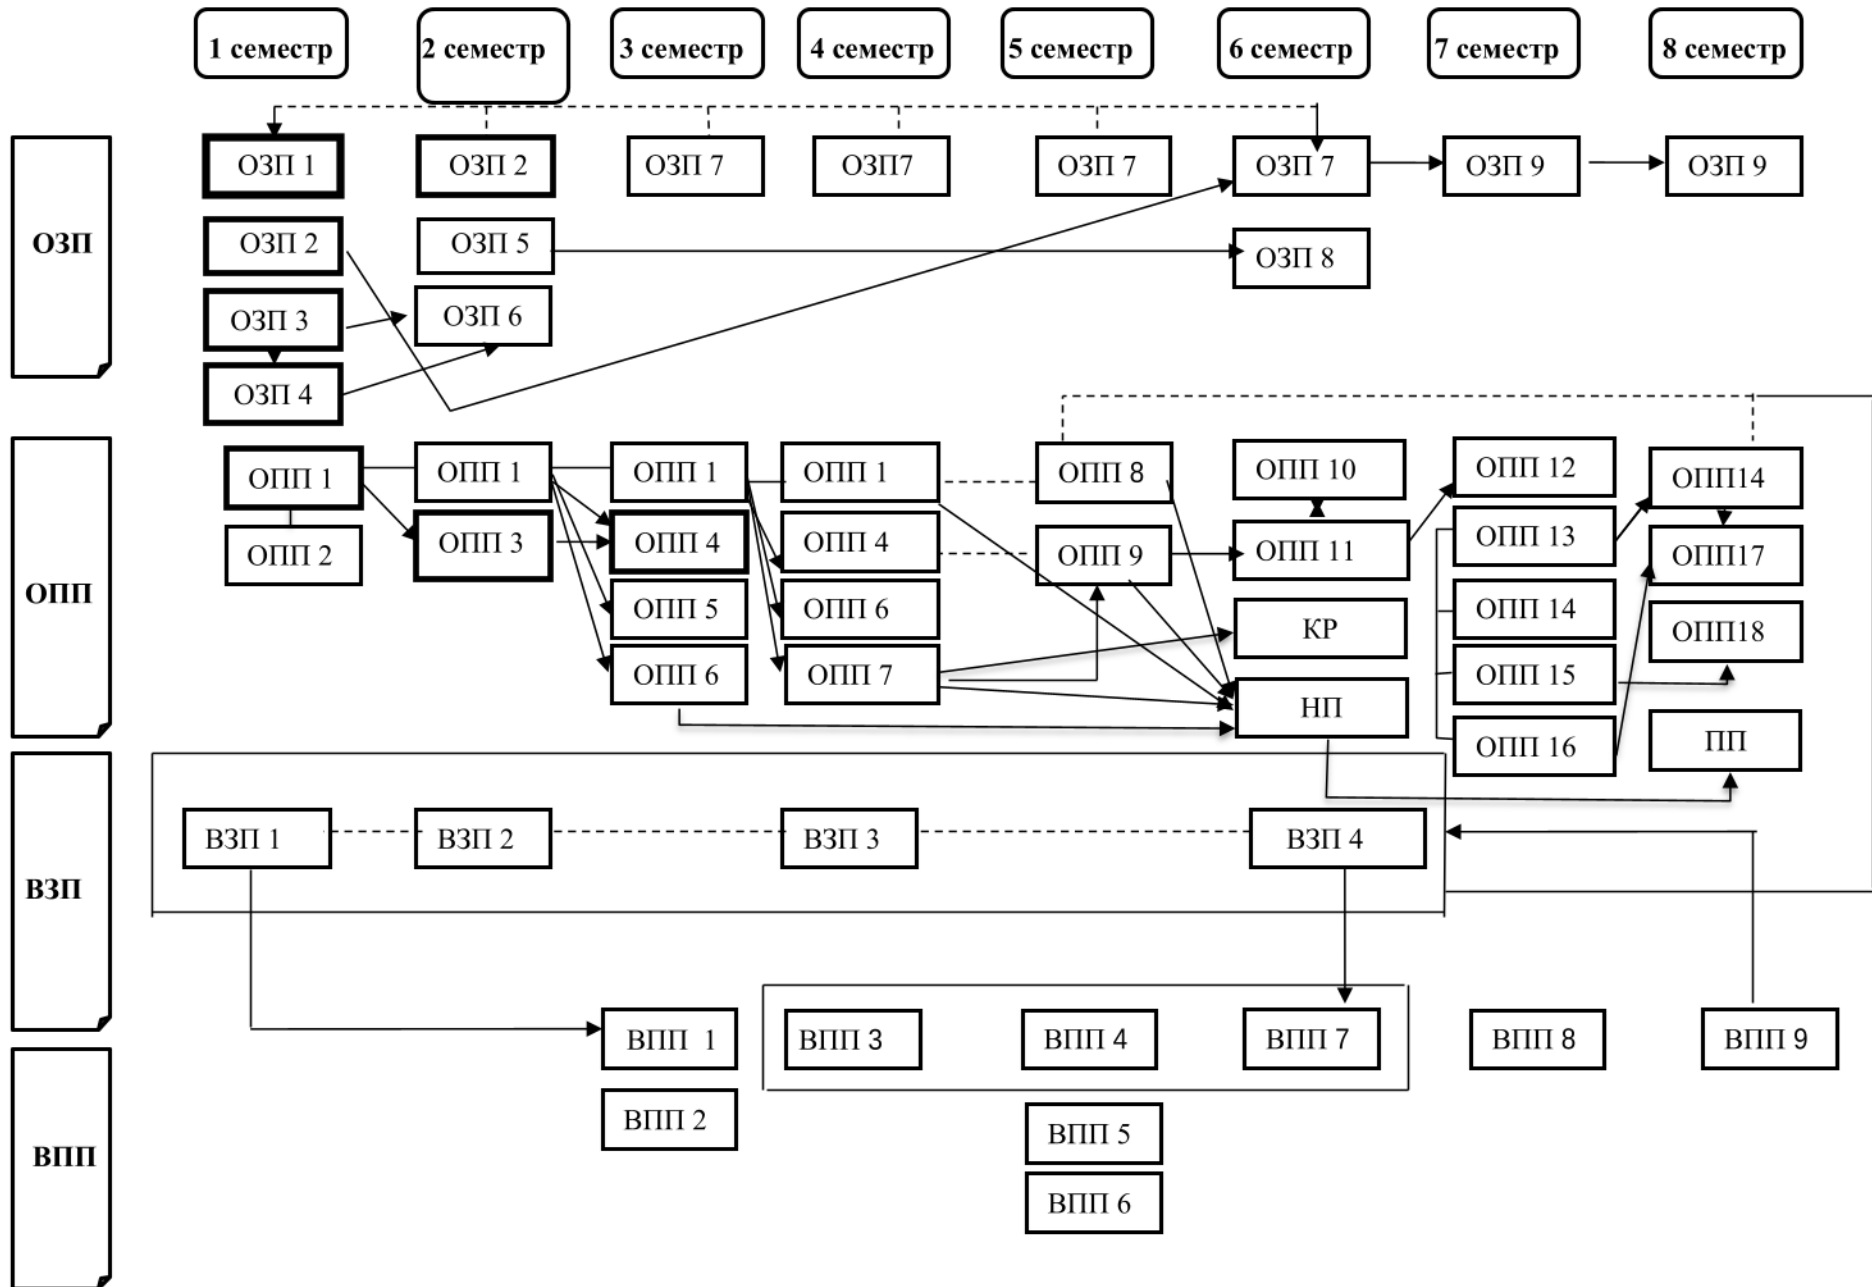 1 семестр
2 семестр
3 семестр
4 семестр
5 семестр
6 семестр
7 семестр
8 семестр
ОЗП
ОЗП 1
ОЗП 2
ОЗП 7
ОЗП7
ОЗП 7
ОЗП 7
ОЗП 9
ОЗП 9
ОЗП 2
ОЗП 5
ОЗП 8
ОЗП 3
ОЗП 6
ОЗП 4
ОПП
ОПП 1
ОПП 1
ОПП 1
ОПП 1
ОПП 8
ОПП 10
ОПП 12
ОПП14
ОПП 2
ОПП 3
ОПП 4
ОПП 4
ОПП 9
ОПП 11
ОПП 13
ОПП17
ОПП 5
ОПП 6
КР
ОПП 14
ОПП18
ОПП 6
ОПП 7
НП
ОПП 15
ОПП 16
ПП
ВЗП
ВЗП 1
ВЗП 2
ВЗП 3
ВЗП 4
ВПП
ВПП 1
ВПП 3
ВПП 4
ВПП 7
ВПП 8
ВПП 9
ВПП 2
ВПП 5
ВПП 6